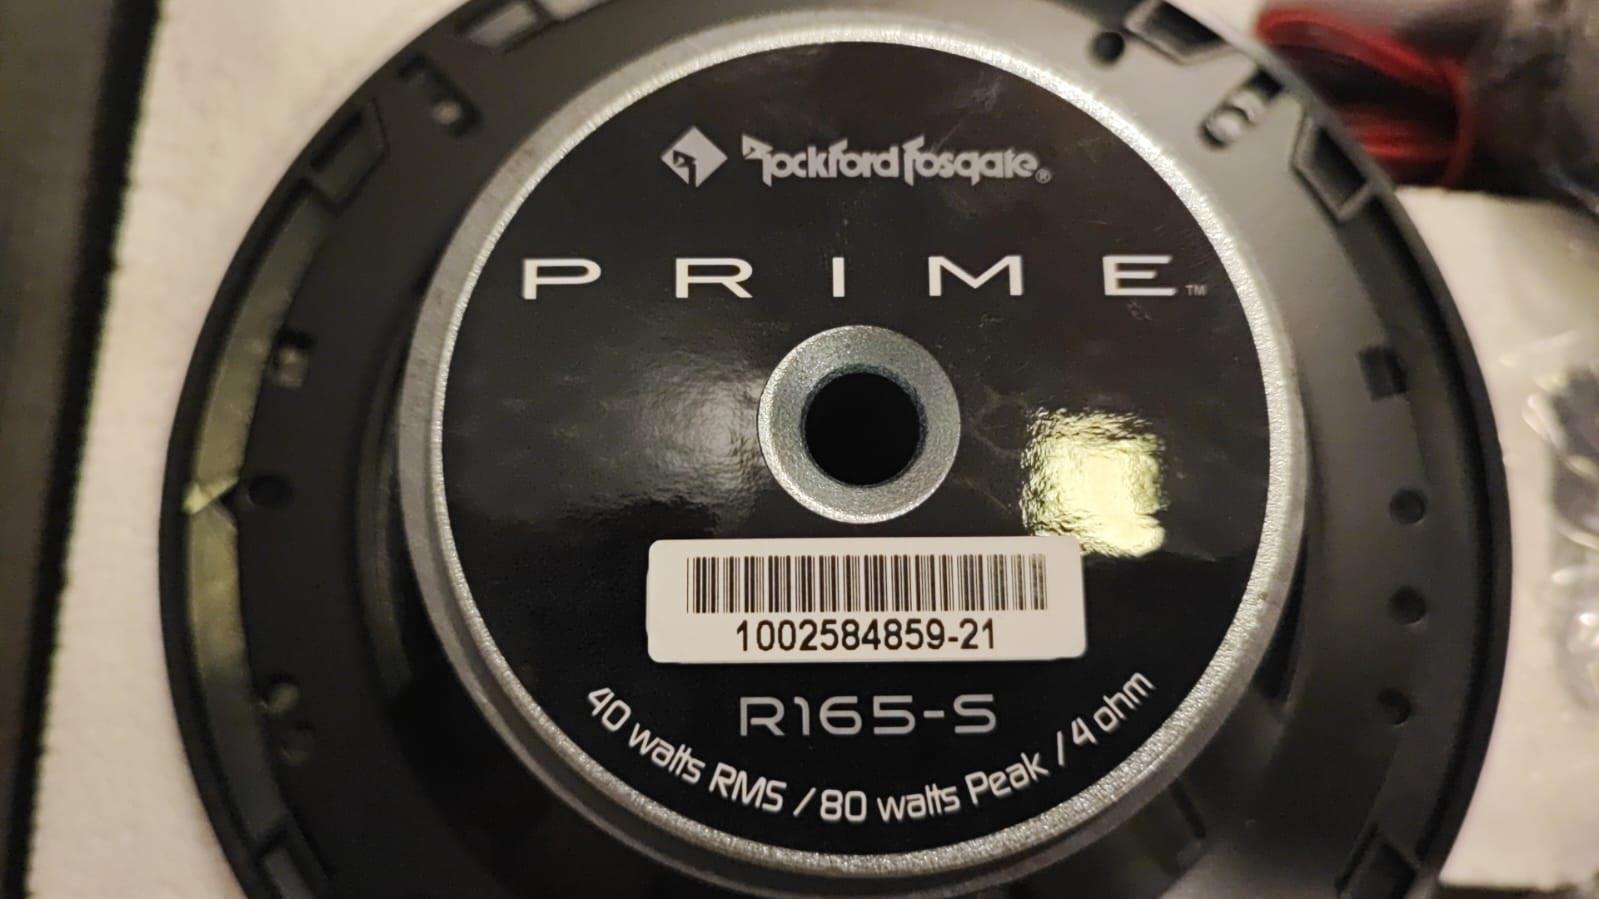 Rockford Fosgate®
PRIME™
1002584859-21
R165-S
40 watts RMS / 80 watts Peak / 4 ohm